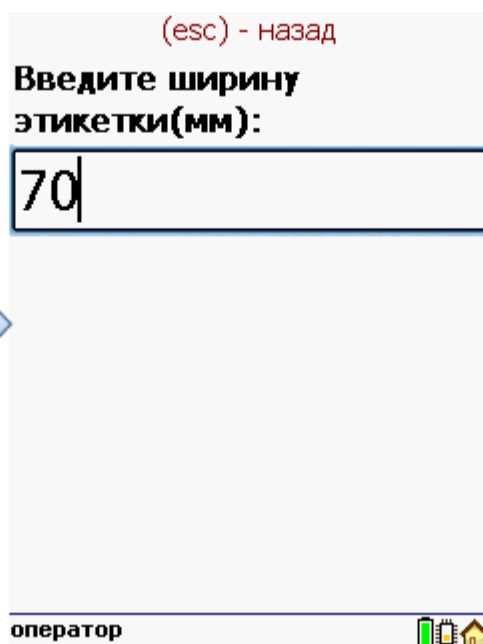 (esc) - назад
Введите ширину
этикетки(мм):
70
оператор